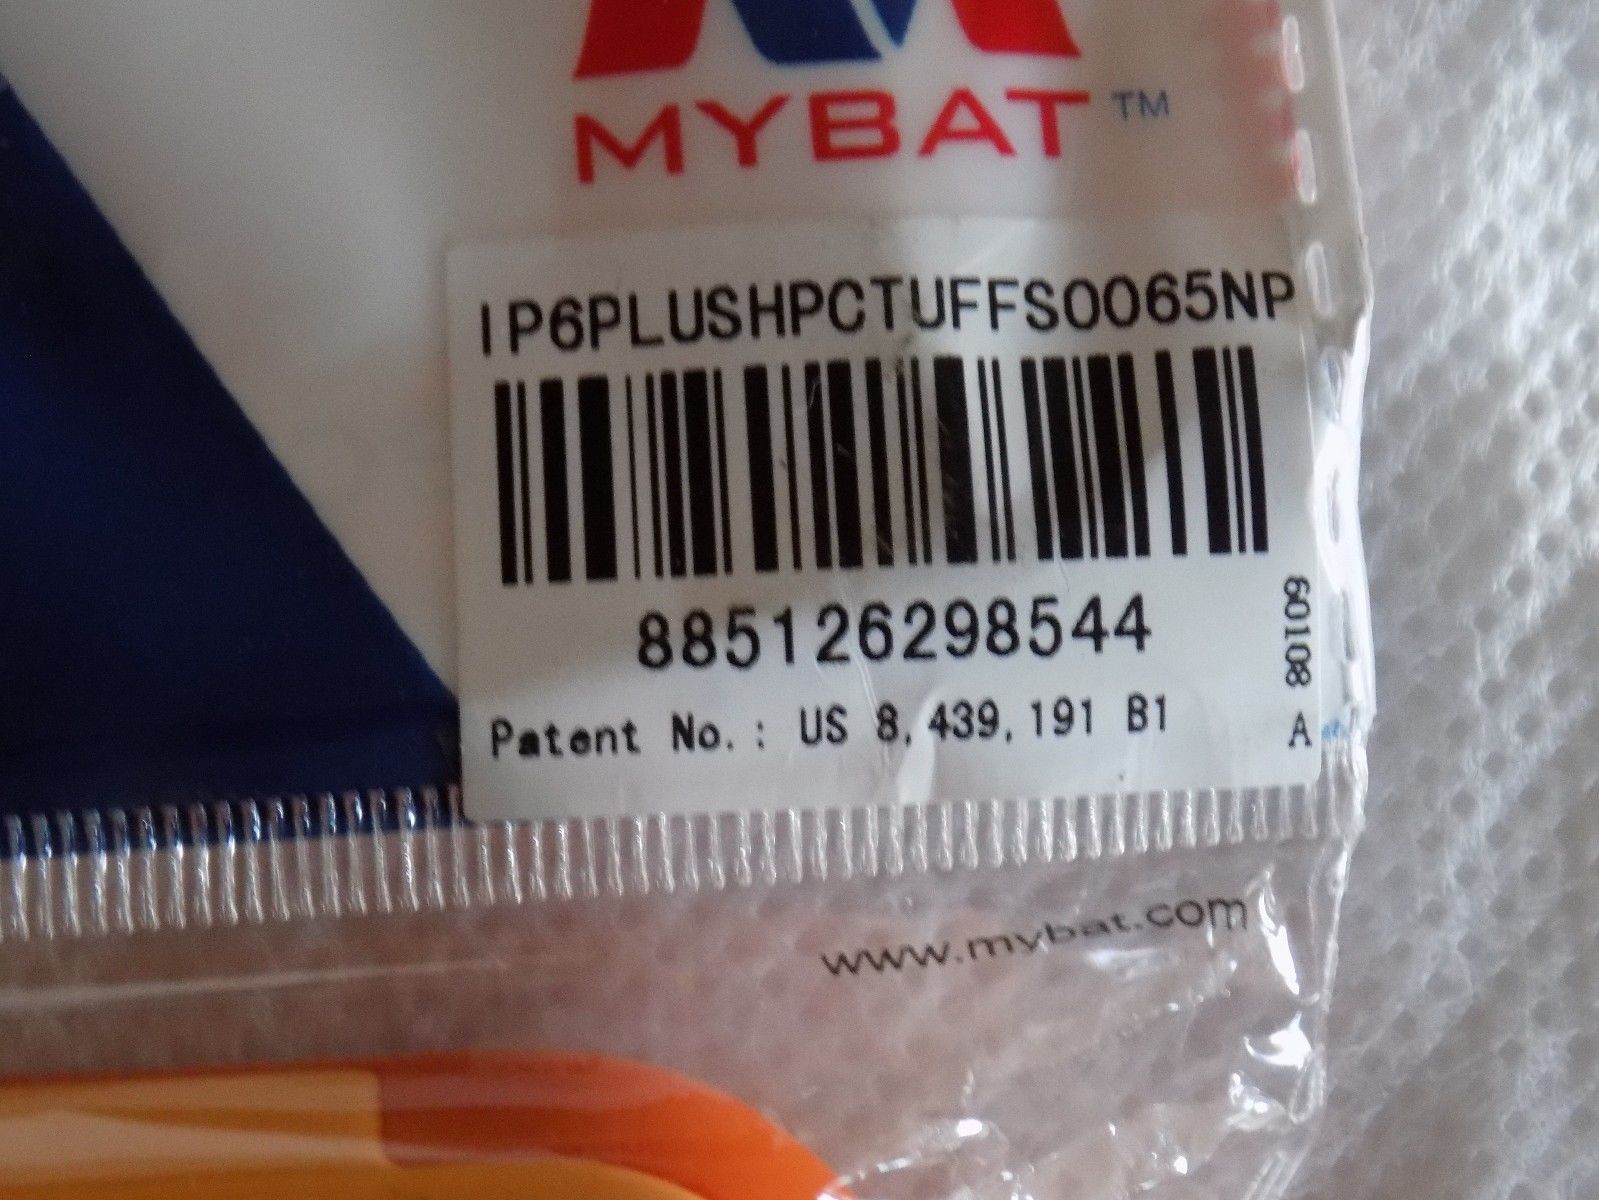 MYBAT™
IP6PLUSHPCTUFFS0065NP
885126298544
60108
Patent No.: US 8,439,191 B1
A
www.mybat.com